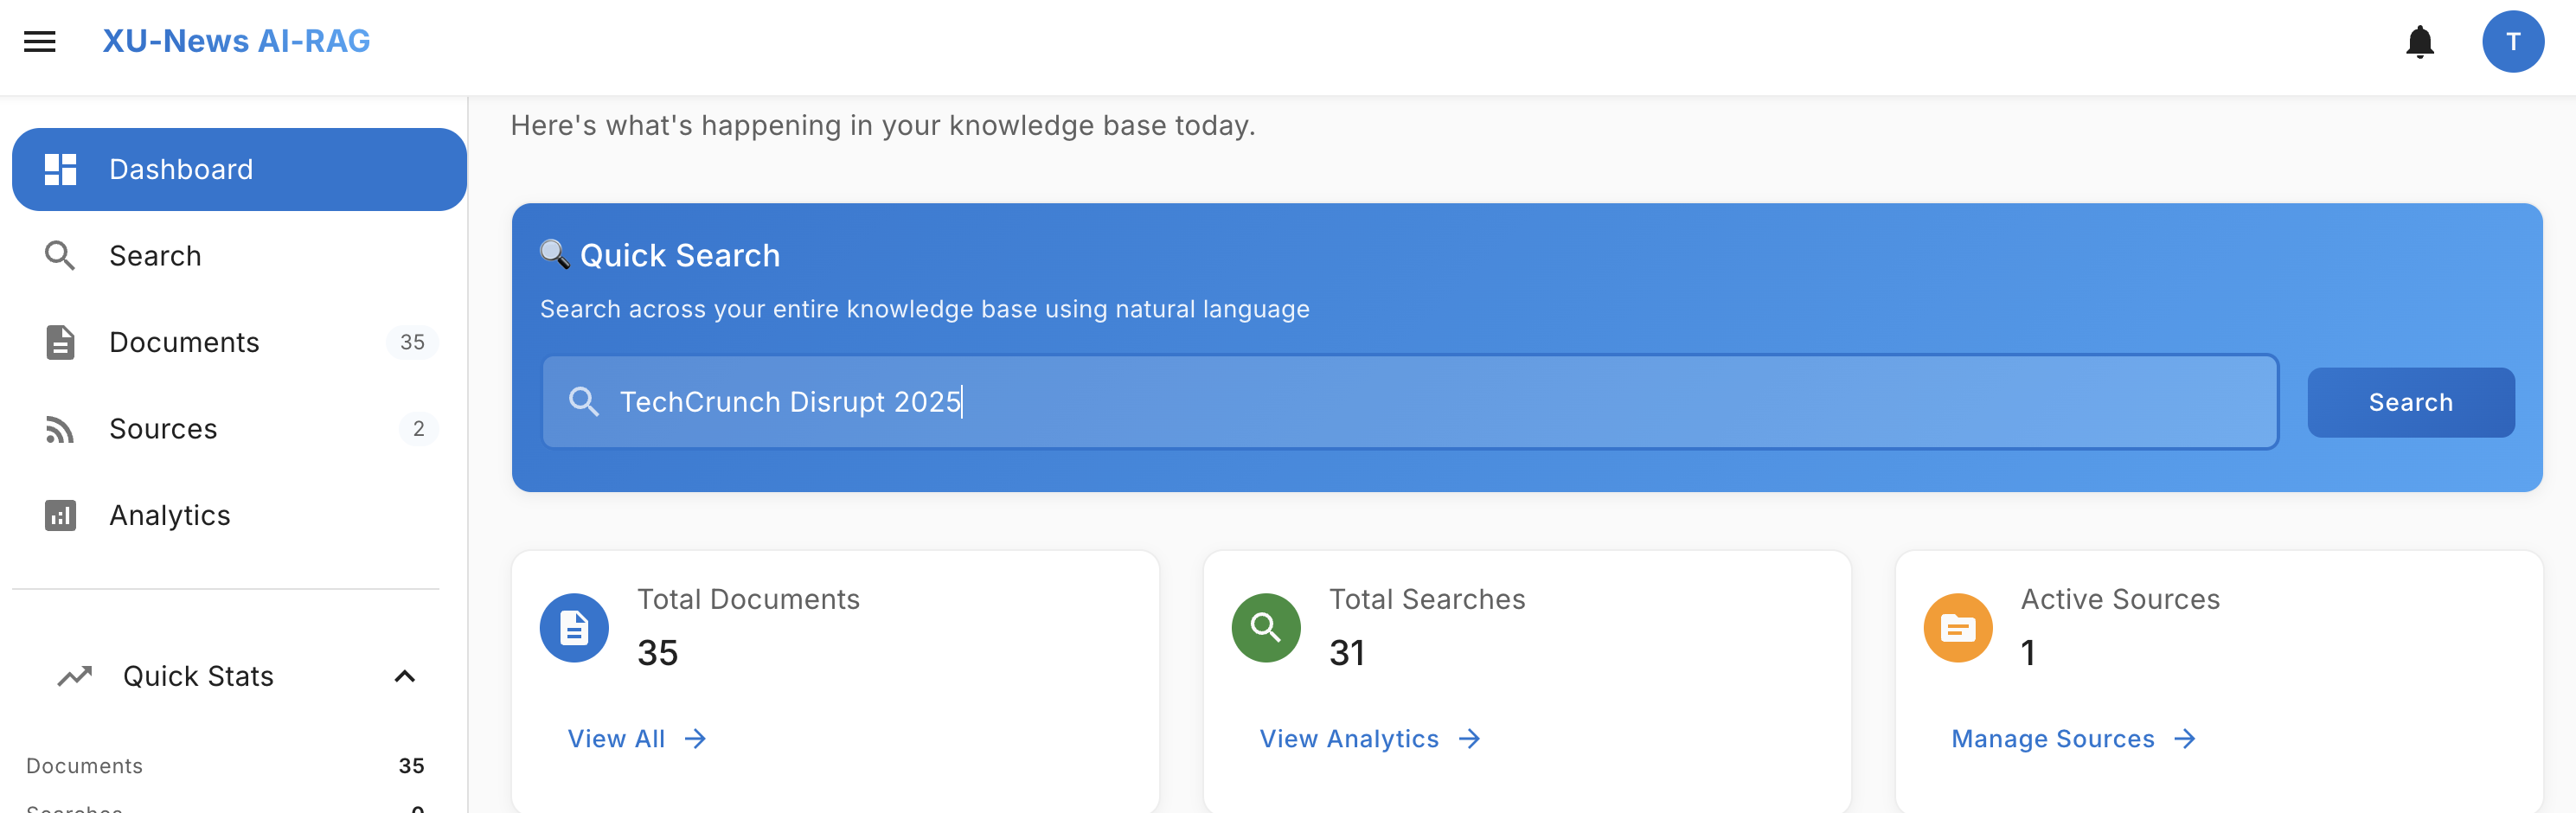 XU-News AI-RAG
T
Dashboard
Search
Documents 35
Sources 2
Analytics
Quick Stats
Documents 35
Searches 0
Here's what's happening in your knowledge base today.
Quick Search
Search across your entire knowledge base using natural language
TechCrunch Disrupt 2025
Search
Total Documents
35
View All
Total Searches
31
View Analytics
Active Sources
1
Manage Sources